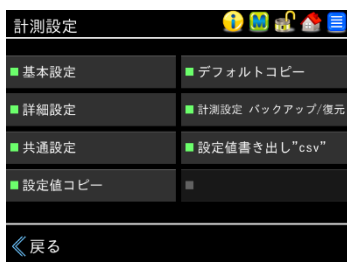 計測設定
基本設定
デフォルトコピー
詳細設定
計測設定 バックアップ/復元
共通設定
設定値書き出し"csv"
設定値コピー
戻る